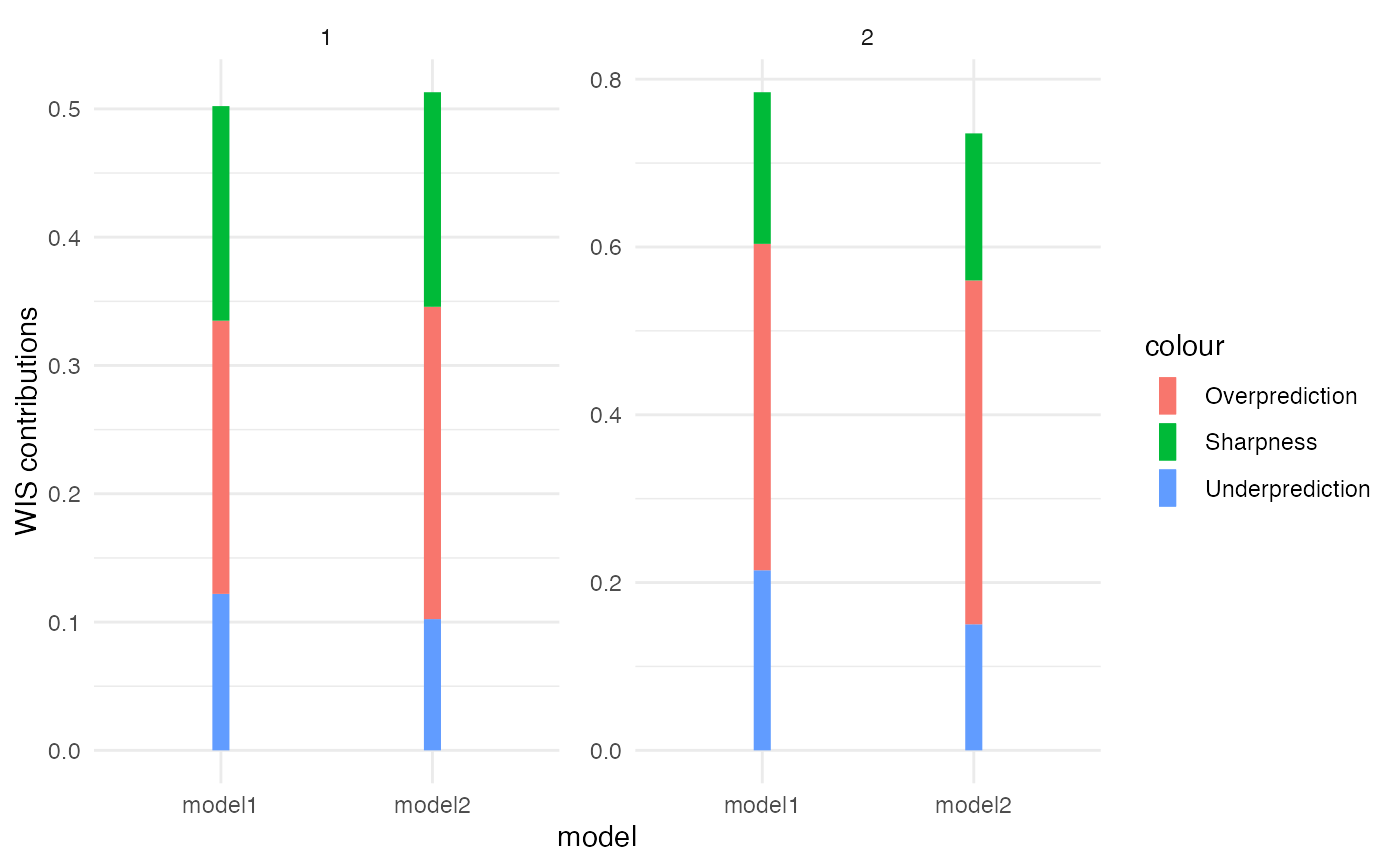 1
2
WIS contributions
0.5
0.4
0.3
0.2
0.1
0.0
0.8
0.6
0.4
0.2
0.0
model1
model2
model1
model2
model
colour
Overprediction
Sharpness
Underprediction